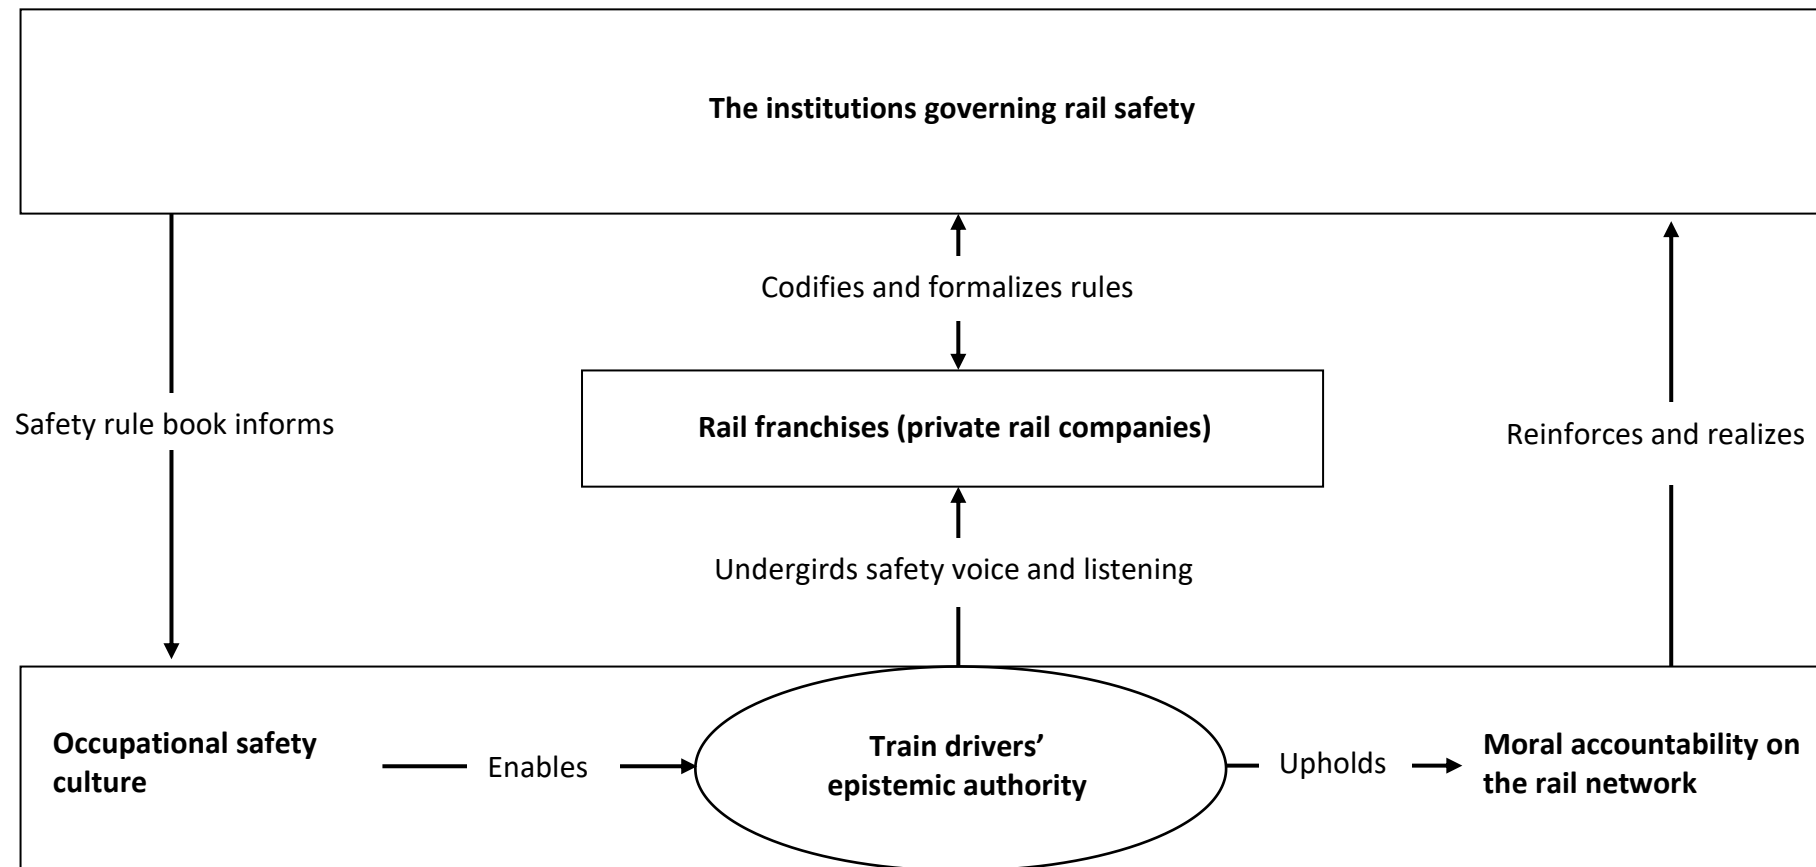 The institutions governing rail safety
Codifies and formalizes rules
Safety rule book informs
Rail franchises (private rail companies)
Reinforces and realizes
Undergirds safety voice and listening
Occupational safety
culture
Enables
Train drivers’
epistemic authority
Upholds
Moral accountability on
the rail network